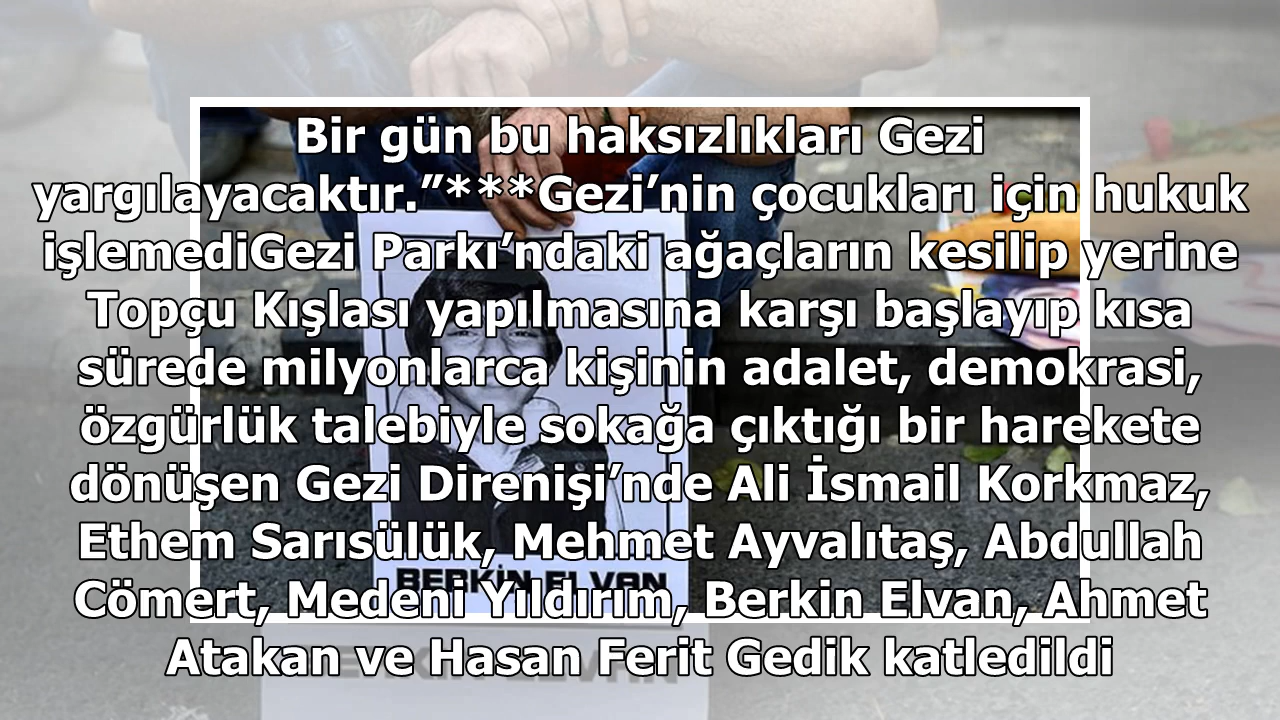 Bir gün bu haksızlıkları Gezi
yargılayacaktır.”***Gezi’nin çocukları için hukuk
işlemediGezi Parkı’ndaki ağaçların kesilip yerine
Topçu Kışlası yapılmasına karşı başlayıp kısa
sürede milyonlarca kişinin adalet, demokrasi,
özgürlük talebiyle sokağa çıktığı bir harekete
dönüşen Gezi Direnişi’nde Ali İsmail Korkmaz,
Ethem Sarısülük, Mehmet Ayvalıtaş, Abdullah
BERKİN ELVAN
Cömert, Medeni Yıldırım, Berkin Elvan, Ahmet
Atakan ve Hasan Ferit Gedik katledildi